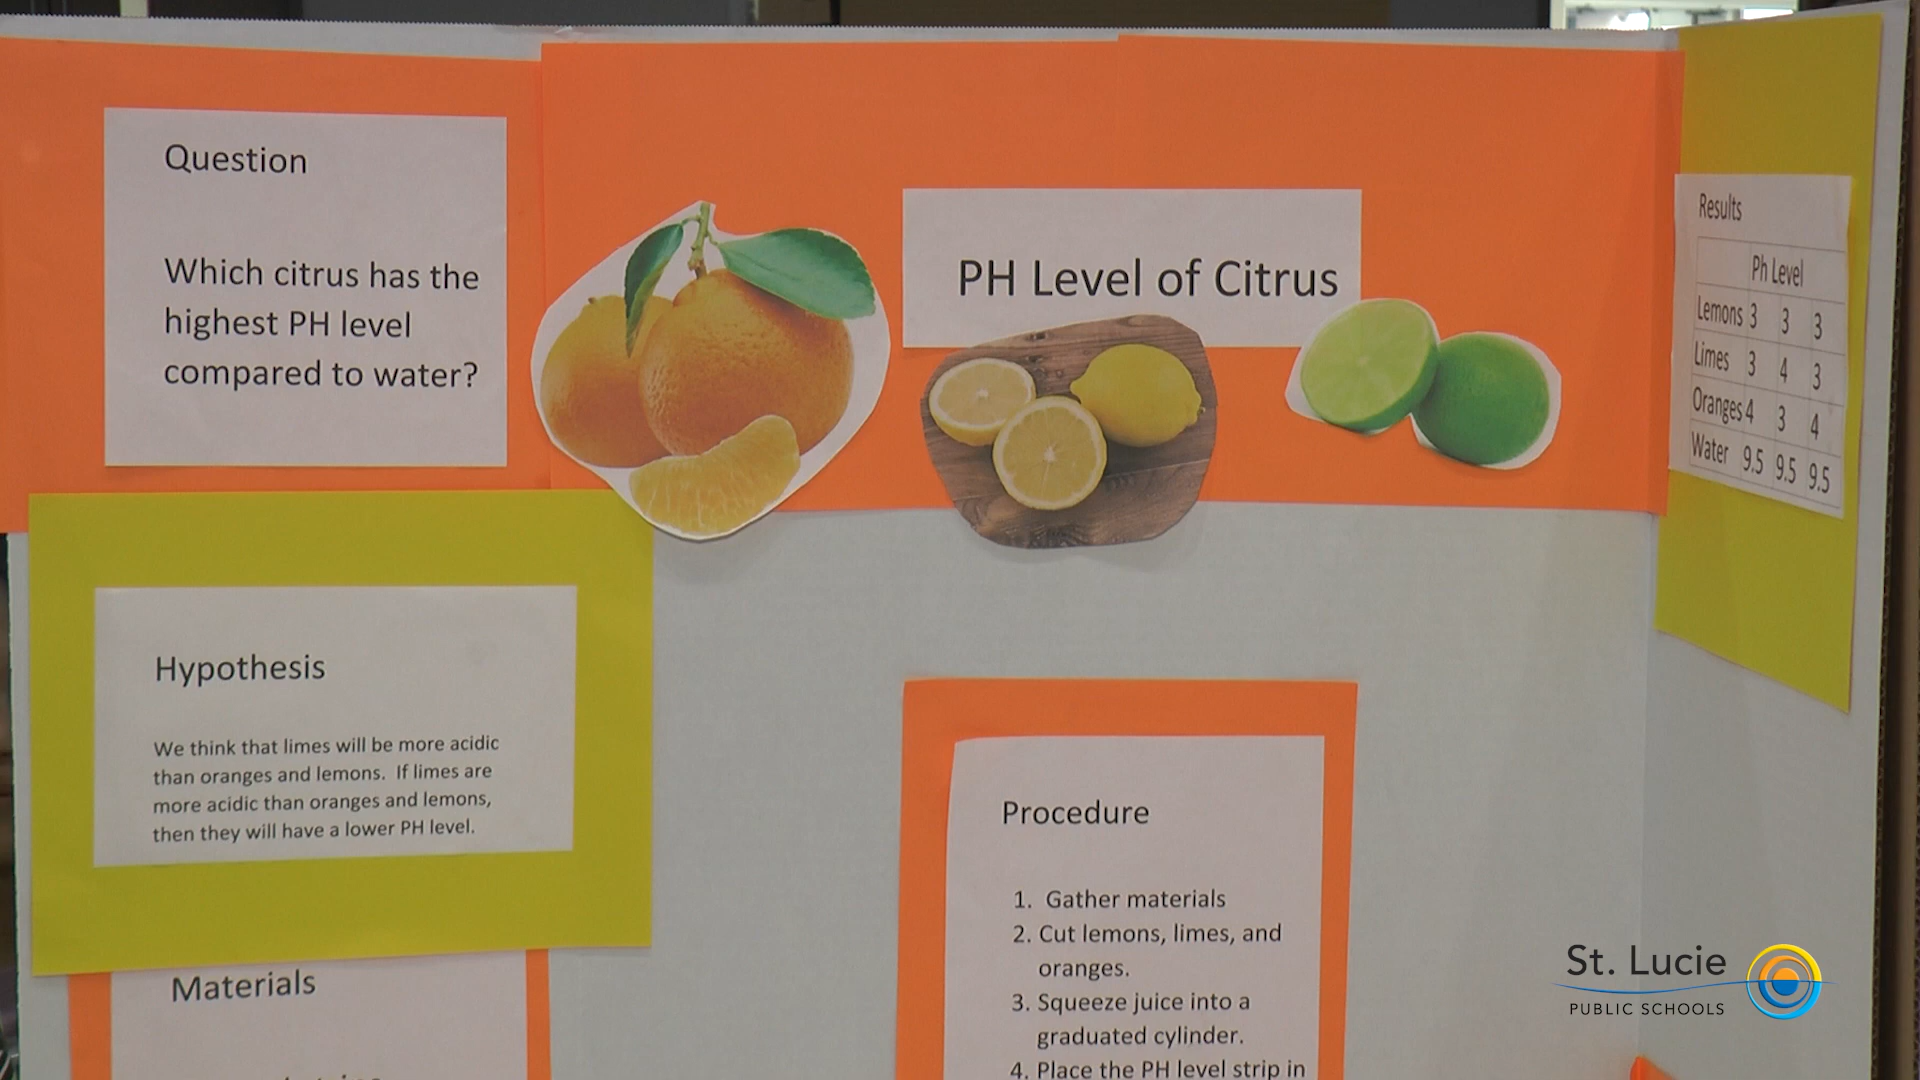 Question
Which citrus has the
highest PH level
compared to water?
PH Level of Citrus
Results
Ph Level
Lemons 3 3 3
Limes 3 4 3
Oranges 4 3 4
Water 9.5 9.5 9.5
Hypothesis
We think that limes will be more acidic
than oranges and lemons. If limes are
more acidic than oranges and lemons,
then they will have a lower PH level.
Materials
Procedure
1. Gather materials
2. Cut lemons, limes, and
oranges.
3. Squeeze juice into a
graduated cylinder.
4. Place the PH level strip in
St. Lucie
PUBLIC SCHOOLS